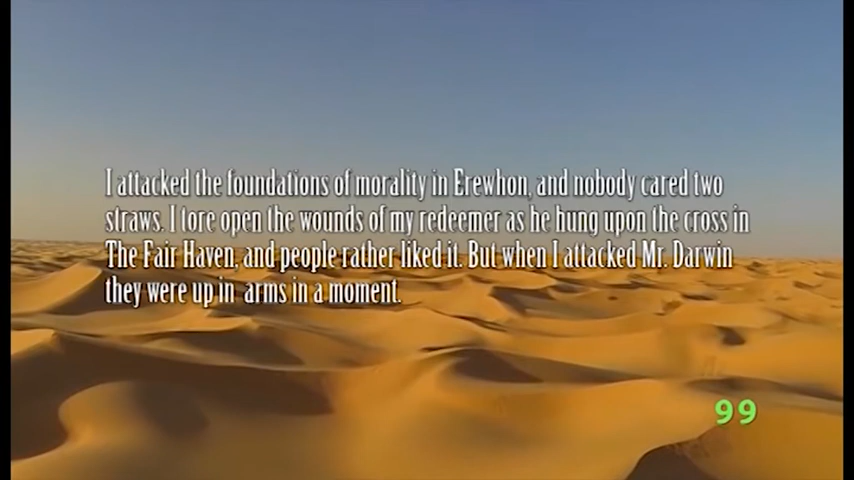 I attacked the foundations of morality in Erewhon, and nobody cared two
straws. I tore open the wounds of my redeemer as he hung upon the cross in
The Fair Haven, and people rather liked it. But when I attacked Mr. Darwin
they were up in arms in a moment.
99